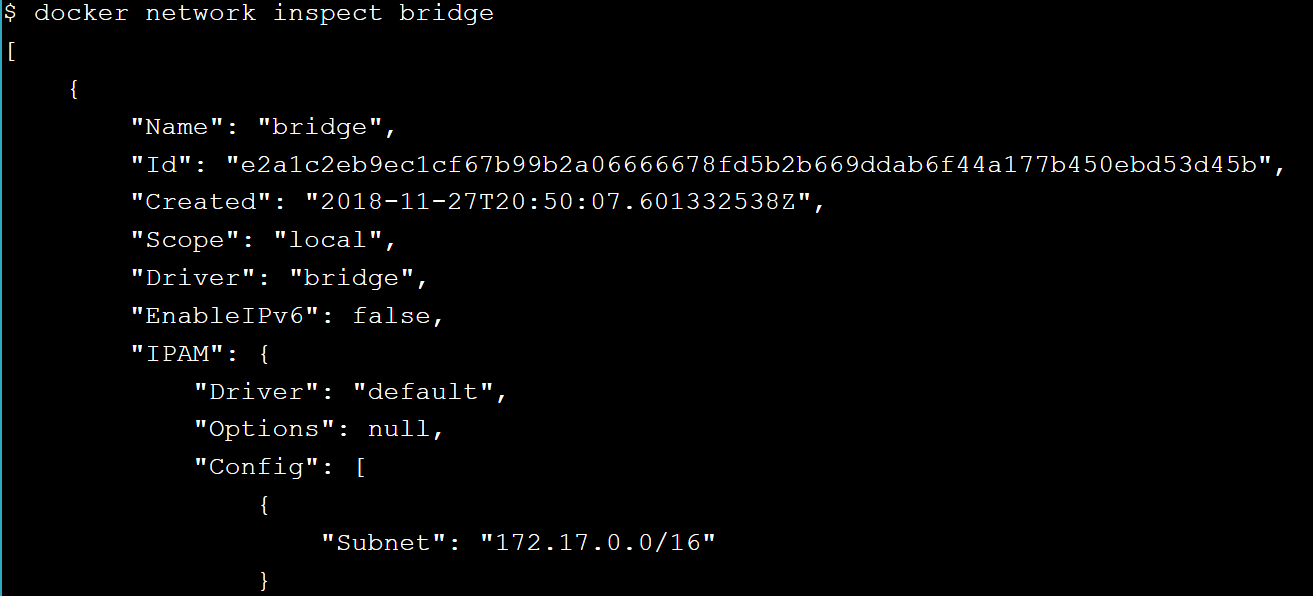 $ docker network inspect bridge
[
    {
        "Name": "bridge",
        "Id": "e2a1c2eb9ec1cf67b99b2a06666678fd5b2b669ddab6f44a177b450ebd53d45b",
        "Created": "2018-11-27T20:50:07.601332538Z",
        "Scope": "local",
        "Driver": "bridge",
        "EnableIPv6": false,
        "IPAM": {
            "Driver": "default",
            "Options": null,
            "Config": [
                {
                    "Subnet": "172.17.0.0/16"
                }